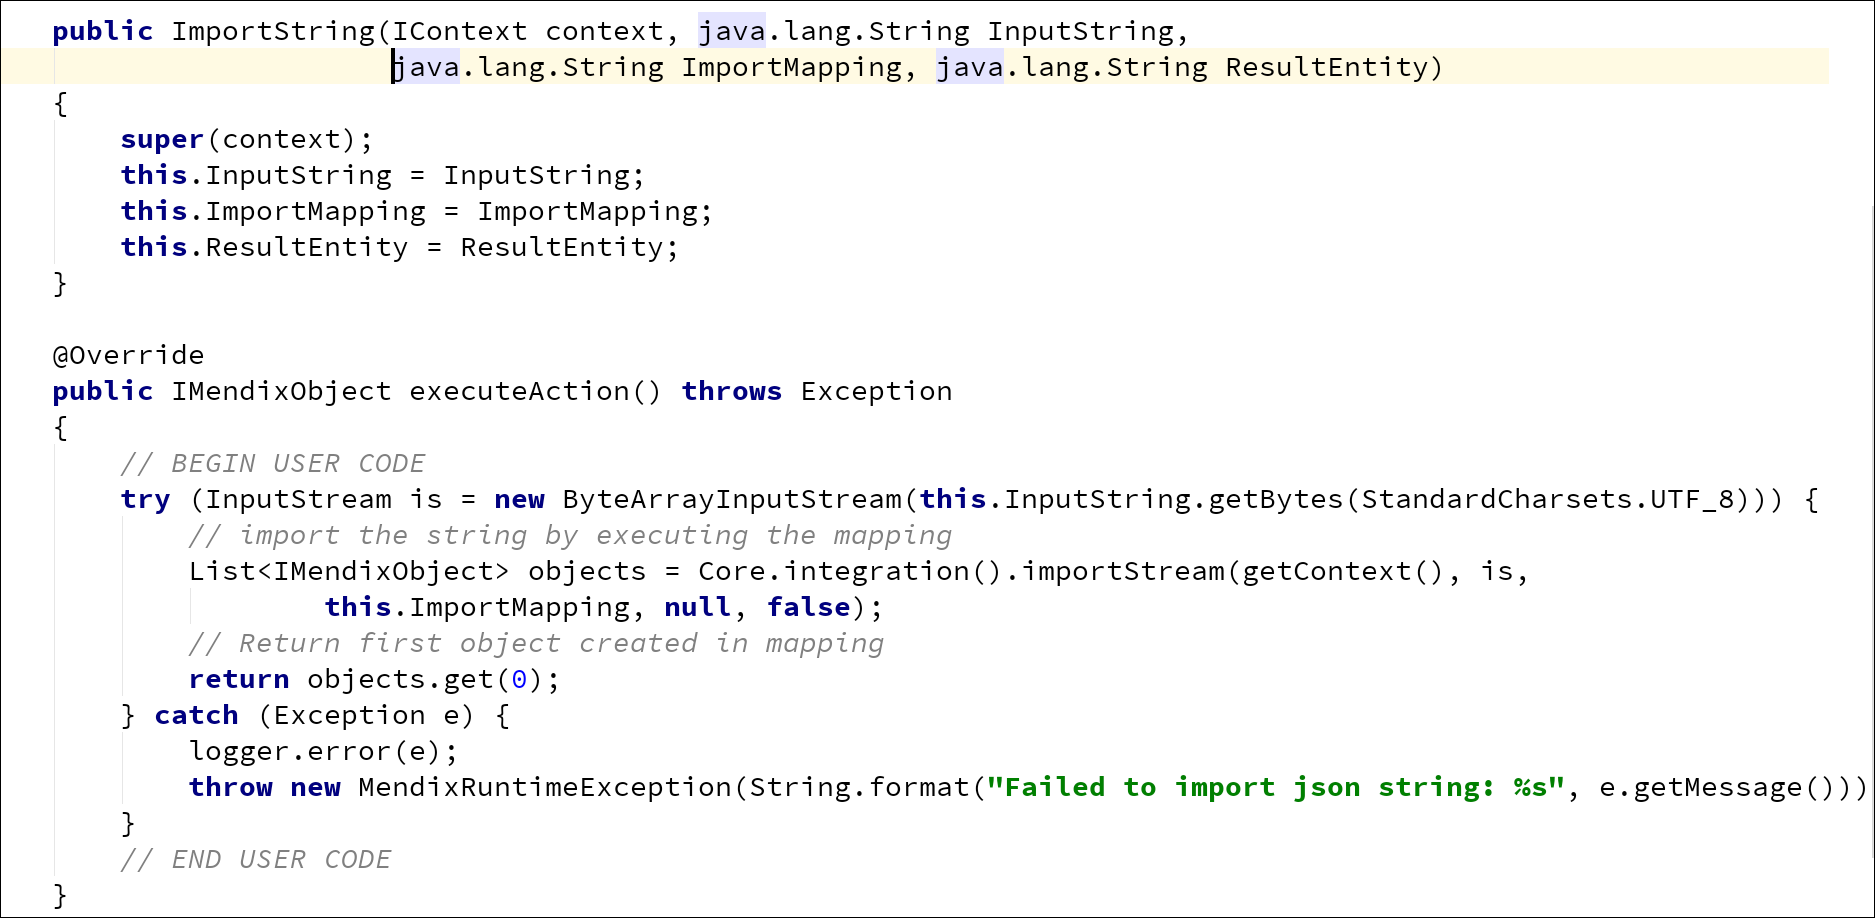 public ImportString(IContext context, java.lang.String InputString,
                    java.lang.String ImportMapping, java.lang.String ResultEntity)
{
    super(context);
    this.InputString = InputString;
    this.ImportMapping = ImportMapping;
    this.ResultEntity = ResultEntity;
}

@Override
public IMendixObject executeAction() throws Exception
{
    // BEGIN USER CODE
    try (InputStream is = new ByteArrayInputStream(this.InputString.getBytes(StandardCharsets.UTF_8))) {
        // import the string by executing the mapping
        List<IMendixObject> objects = Core.integration().importStream(getContext(), is,
                this.ImportMapping, null, false);
        // Return first object created in mapping
        return objects.get(0);
    } catch (Exception e) {
        logger.error(e);
        throw new MendixRuntimeException(String.format("Failed to import json string: %s", e.getMessage()))
    }
    // END USER CODE
}